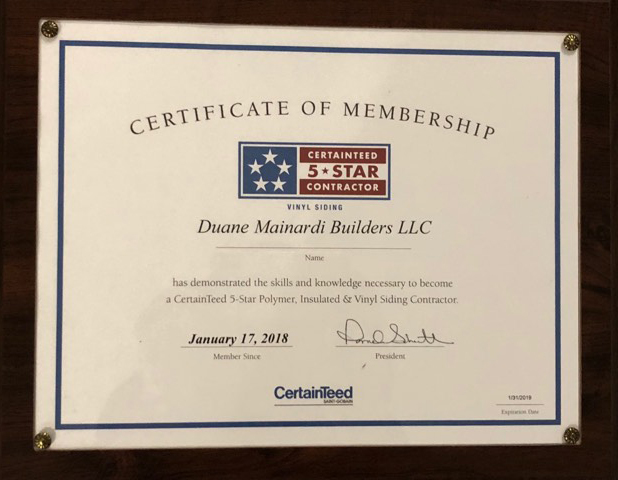 CERTIFICATE OF MEMBERSHIP
CERTAINTEED
5★STAR
CONTRACTOR
VINYL SIDING
Duane Mainardi Builders LLC
Name
has demonstrated the skills and knowledge necessary to become
a CertainTeed 5-Star Polymer, Insulated & Vinyl Siding Contractor.
January 17, 2018
Member Since
President
CertainTeed
SAINT-GOBAIN
1/31/2019
Expiration Date